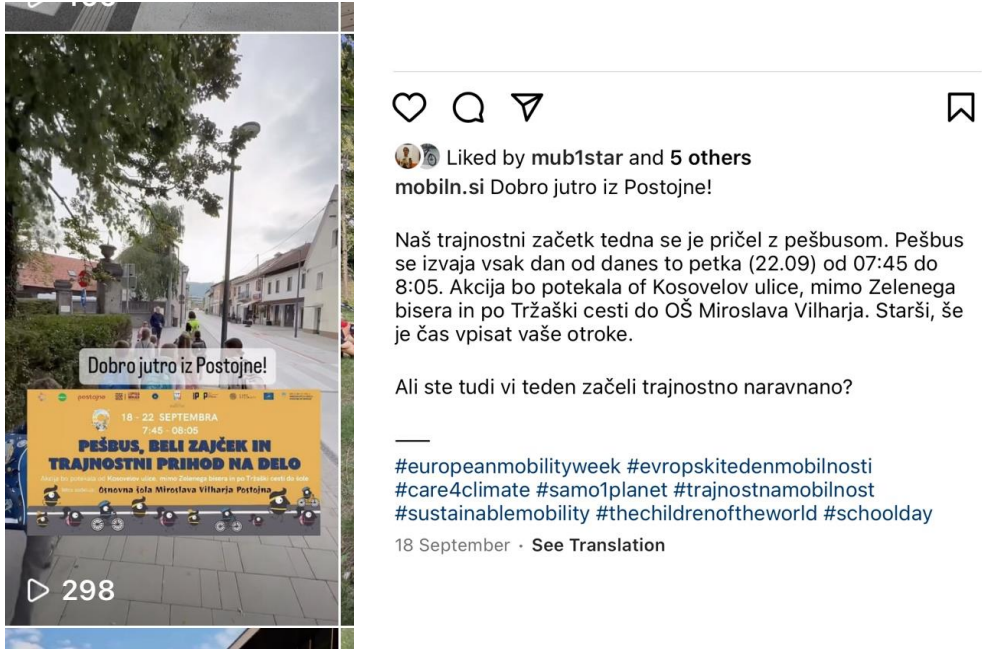 Dobro jutro iz Postojne!
postojna
18 - 22 SEPTEMBRA
7:45 - 08:05
PEŠBUS, BELI ZAJČEK IN
TRAJNOSTNI PRIHOD NA DELO
Akcija bo potekala od Kosovelove ulice, mimo Zelenega bisera in po Tržaški cesti do šole
Osnovna šola Miroslava Vilharja Postojna
298
Liked by mub1star and 5 others
mobiln.si Dobro jutro iz Postojne!
Naš trajnostni začetk tedna se je pričel z pešbusom. Pešbus
se izvaja vsak dan od danes to petka (22.09) od 07:45 do
8:05. Akcija bo potekala of Kosovelov ulice, mimo Zelenega
bisera in po Tržaški cesti do OŠ Miroslava Vilharja. Starši, še
je čas vpisat vaše otroke.
Ali ste tudi vi teden začeli trajnostno naravnano?
#europeanmobilityweek #evropskitedenmobilnosti
#care4climate #samo1planet #trajnostnamobilnost
#sustainablemobility #thechildrenoftheworld #schoolday
18 September · See Translation